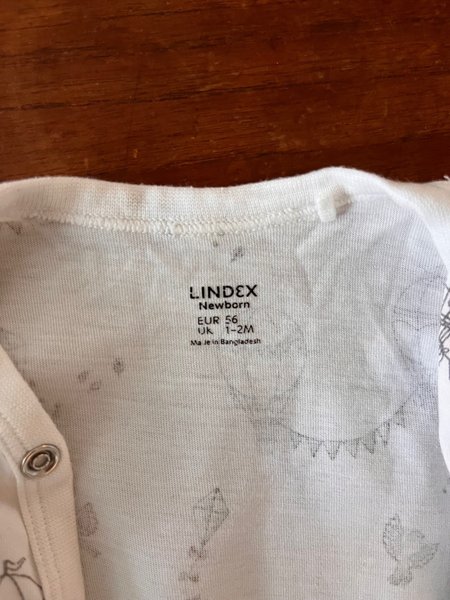 LINDEX
Newborn
EUR 56
UK 1-2M
Made in Bangladesh